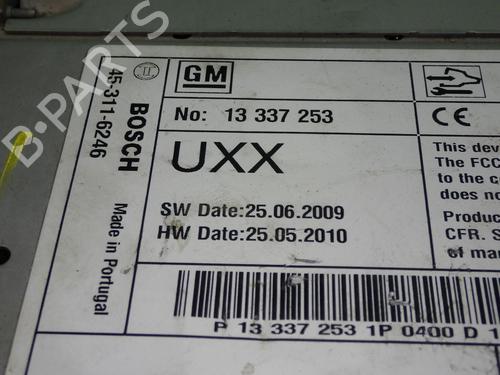 B-PARTS
GM
No: 13 337 253
UXX
SW Date:25.06.2009
HW Date:25.05.2010
P 13 337 253 1P 0400 D 1
45-311-6246
BOSCH
Made in Portugal
II
CE
This dev
The FCC
to the c
does no
Produc
CFR. S
of man